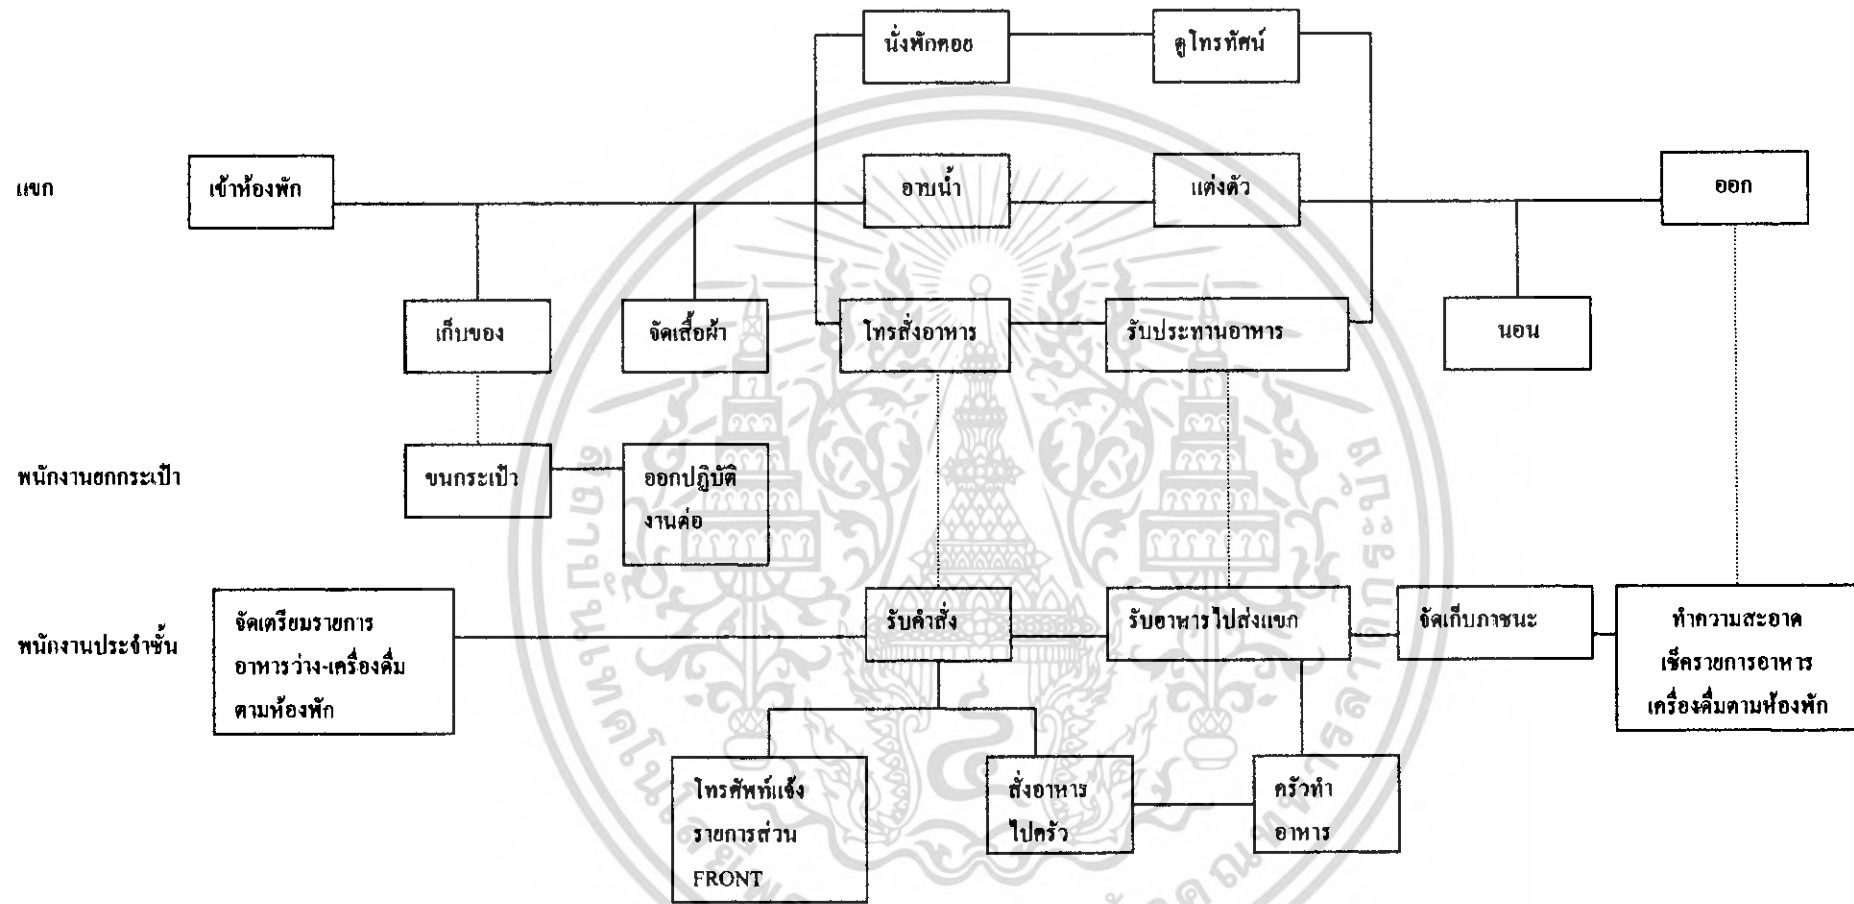 นั่งพักคอย
ดูโทรทัศน์
แขก
เข้าห้องพัก
อาบน้ำ
แต่งตัว
ออก
เก็บของ
จัดเสื้อผ้า
โทรสั่งอาหาร
รับประทานอาหาร
นอน
พนักงานยกกระเป๋า
ขนกระเป๋า
ออกปฏิบัติ
งานต่อ
พนักงานประจำชั้น
จัดเตรียมรายการ
อาหารว่าง-เครื่องดื่ม
ตามห้องพัก
รับคำสั่ง
รับอาหารไปส่งแขก
จัดเก็บภาชนะ
ทำความสะอาด
เช็ครายการอาหาร
เครื่องดื่มตามห้องพัก
โทรศัพท์แจ้ง
รายการส่วน
FRONT
สั่งอาหาร
ไปครัว
ครัวทำ
อาหาร